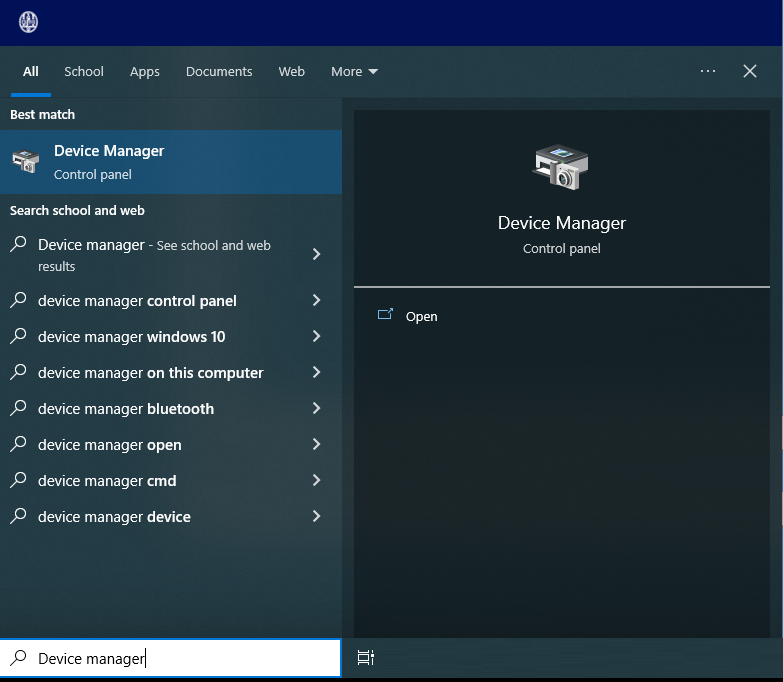 All School Apps Documents Web More ...
Best match
Device Manager
Control panel
Search school and web
Device manager - See school and web
results
device manager control panel
device manager windows 10
device manager on this computer
device manager bluetooth
device manager open
device manager cmd
device manager device
Device Manager
Control panel
Open
Device manager